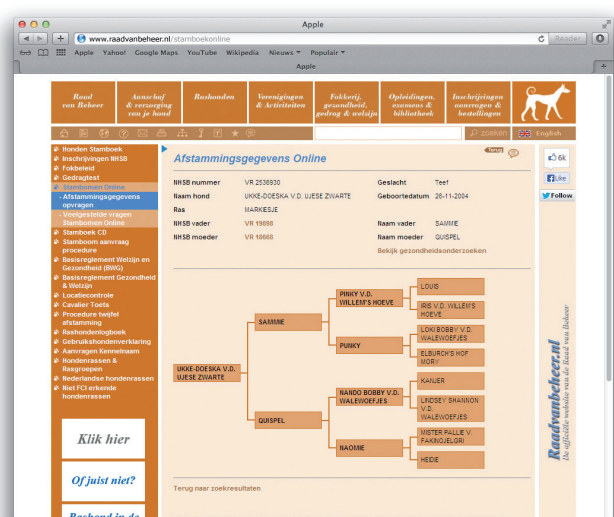 Apple
www.raadvanbeheer.nl/stamboekonline
Reader
Apple Yahoo! Google Maps YouTube Wikipedia Nieuws Populair
Apple
Raad
van Beheer
Aanschaf
& verzorging
van je hond
Rashonden
Verenigingen
& Activiteiten
Fokkerij,
gezondheid,
gedrag & welzijn
Opleidingen,
examens &
bibliotheek
Inschrijvingen
aanvragen &
bestellingen
zoeken
English
Honden Stamboek
Inschrijvingen NHSB
Fokbeleid
Gedragtest
Stambomen Online
- Afstammingsgegevens
opvragen
- Veelgestelde vragen
Stambomen Online
Stamboek CD
Stamboom aanvraag
procedure
Basisreglement Welzijn en
Gezondheid (BWG)
Basisreglement Gezondheid
& Welzijn
Locatiecontrole
Cavalier Toets
Procedure twijfel
afstamming
Rashondenlogboek
Gebruikshondenverklaring
Aanvragen Kennelnaam
Hondenrassen &
Rasgroepen
Nederlandse hondenrassen
Niet FCI erkende
hondenrassen
Klik hier
Of juist niet?
Rashond in de
Afstammingsgegevens Online
Terug
NHSB nummer VR 2536930 Geslacht Teef
Naam hond UKKE-DOESKA V.D. UJESE ZWARTE Geboortedatum 26-11-2004
Ras MARKIESJE
NHSB vader VR 19898 Naam vader SAMMIE
NHSB moeder VR 18668 Naam moeder QUISPEL
Bekijk gezondheidsonderzoeken
UKKE-DOESKA V.D.
UJESE ZWARTE
SAMMIE
QUISPEL
PINKY V.D.
WILLEM'S HOEVE
PUNKY
NANDO BOBBY V.D.
WALEWOEFJES
NAOMIE
LOUIS
IRIS V.D. WILLEM'S
HOEVE
LOKI BOBBY V.D.
WALEWOEFJES
ELBURCH'S HOF
MORY
KANJER
LINDSEY SHANNON
V.D.
WALEWOEFJES
MISTER PALLIE V.
FAKINOJELGRI
HEIDIE
Terug naar zoekresultaten
6k
Like
Follow
Raadvanbeheer.nl
De officiële website van de Raad van Beheer